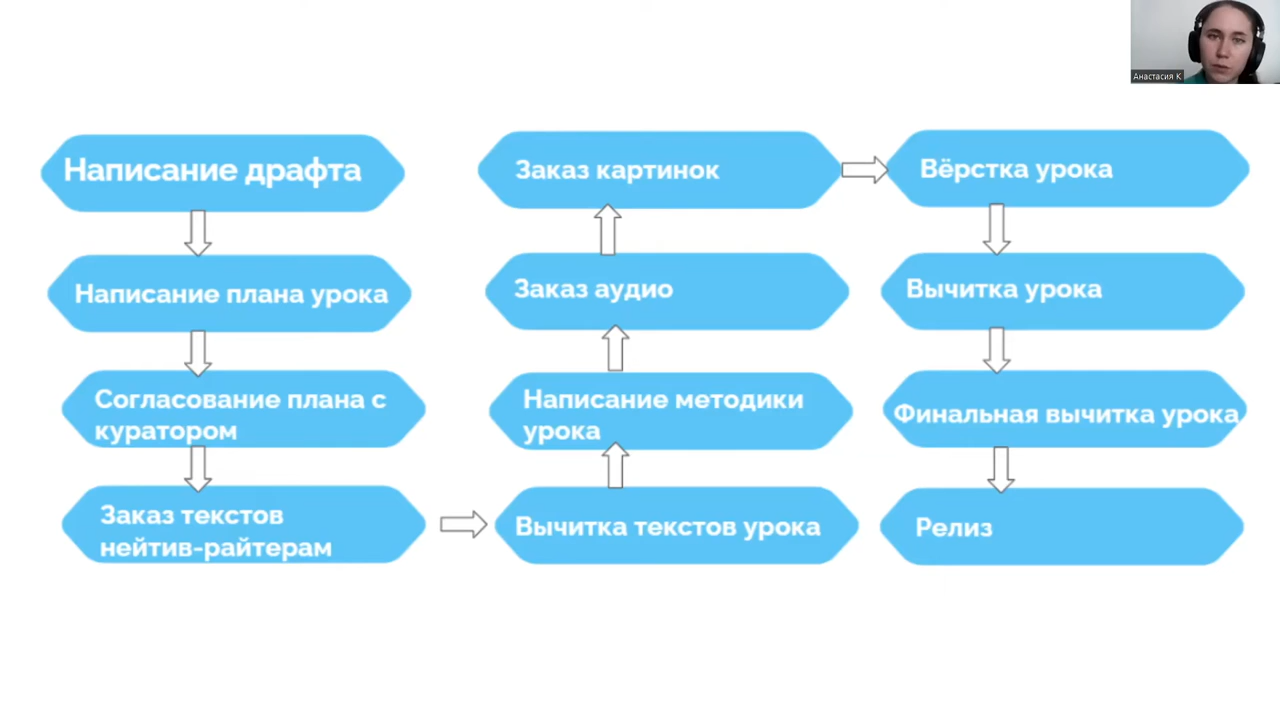 Анастасия К
Написание драфта
Написание плана урока
Согласование плана с
куратором
Заказ текстов
нейтив-райтерам
Вычитка текстов урока
Написание методики
урока
Заказ аудио
Заказ картинок
Вёрстка урока
Вычитка урока
Финальная вычитка урока
Релиз